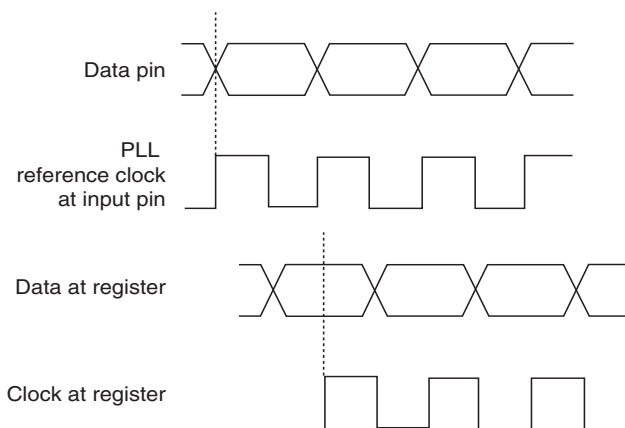 Data pin
PLL
reference clock
at input pin
Data at register
Clock at register